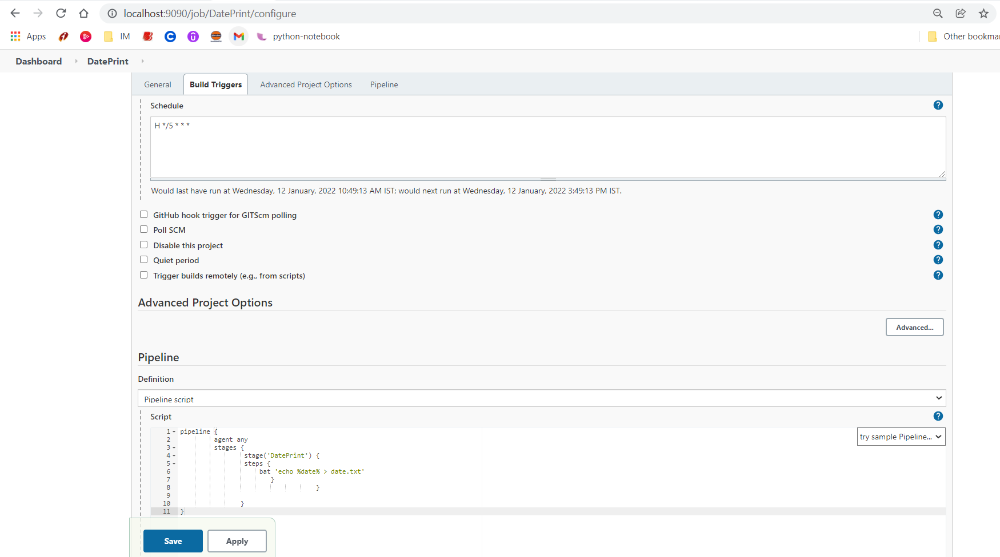 localhost:9090/job/DatePrint/configure
Apps IM python-notebook Other bookmar
Dashboard DatePrint
General Build Triggers Advanced Project Options Pipeline
Schedule
H */5 * * *
Would last have run at Wednesday, 12 January, 2022 10:49:13 AM IST; would next run at Wednesday, 12 January, 2022 3:49:13 PM IST.
GitHub hook trigger for GITScm polling
Poll SCM
Disable this project
Quiet period
Trigger builds remotely (e.g., from scripts)
Advanced Project Options
Advanced...
Pipeline
Definition
Pipeline script
Script
try sample Pipeline...
1 pipeline {
2 agent any
3 stages {
4 stage('DatePrint') {
5 steps {
6 bat 'echo %date% > date.txt'
7 }
8 }
9
10 }
11 }
Save Apply